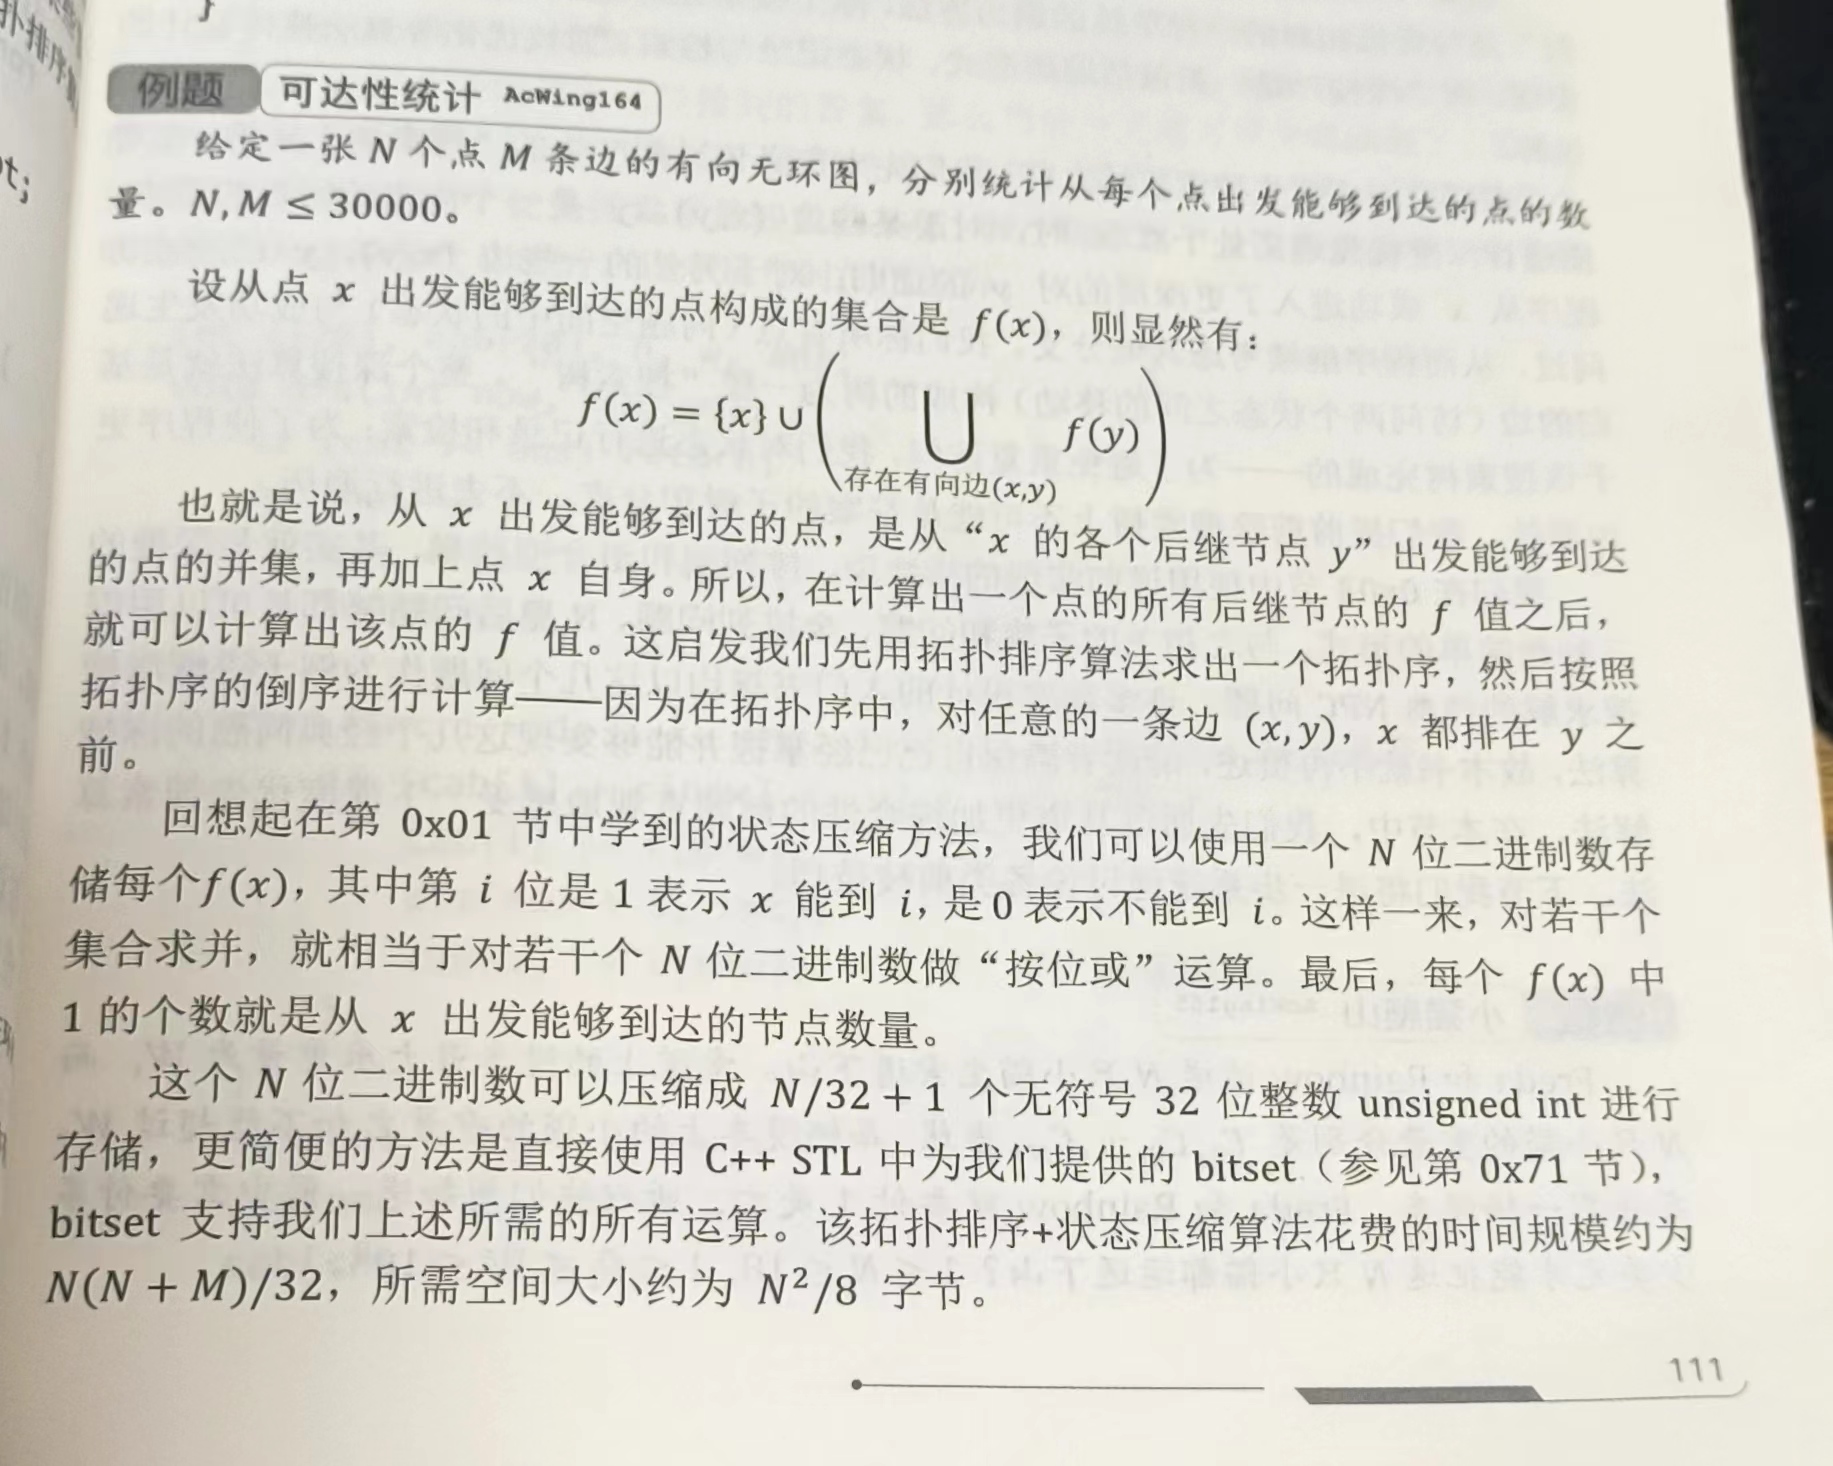 }
扑排序
t;
例题 可达性统计 AcWing164
给定一张 N 个点 M 条边的有向无环图，分别统计从每个点出发能够到达的点的数
量。N, M ≤ 30000。
设从点 x 出发能够到达的点构成的集合是 f(x)，则显然有：
f(x) = {x} ∪ ( ⋃ f(y) )
存在有向边(x,y)
也就是说，从 x 出发能够到达的点，是从“x 的各个后继节点 y”出发能够到达
的点的并集，再加上点 x 自身。所以，在计算出一个点的所有后继节点的 f 值之后，
就可以计算出该点的 f 值。这启发我们先用拓扑排序算法求出一个拓扑序，然后按照
拓扑序的倒序进行计算——因为在拓扑序中，对任意的一条边 (x, y)，x 都排在 y 之
前。
回想起在第 0x01 节中学到的状态压缩方法，我们可以使用一个 N 位二进制数存
储每个f(x)，其中第 i 位是 1 表示 x 能到 i，是 0 表示不能到 i。这样一来，对若干个
集合求并，就相当于对若干个 N 位二进制数做“按位或”运算。最后，每个 f(x) 中
1 的个数就是从 x 出发能够到达的节点数量。
这个 N 位二进制数可以压缩成 N/32 + 1 个无符号 32 位整数 unsigned int 进行
存储，更简便的方法是直接使用 C++ STL 中为我们提供的 bitset（参见第 0x71 节），
bitset 支持我们上述所需的所有运算。该拓扑排序+状态压缩算法花费的时间规模约为
N(N + M)/32，所需空间大小约为 N²/8 字节。
111